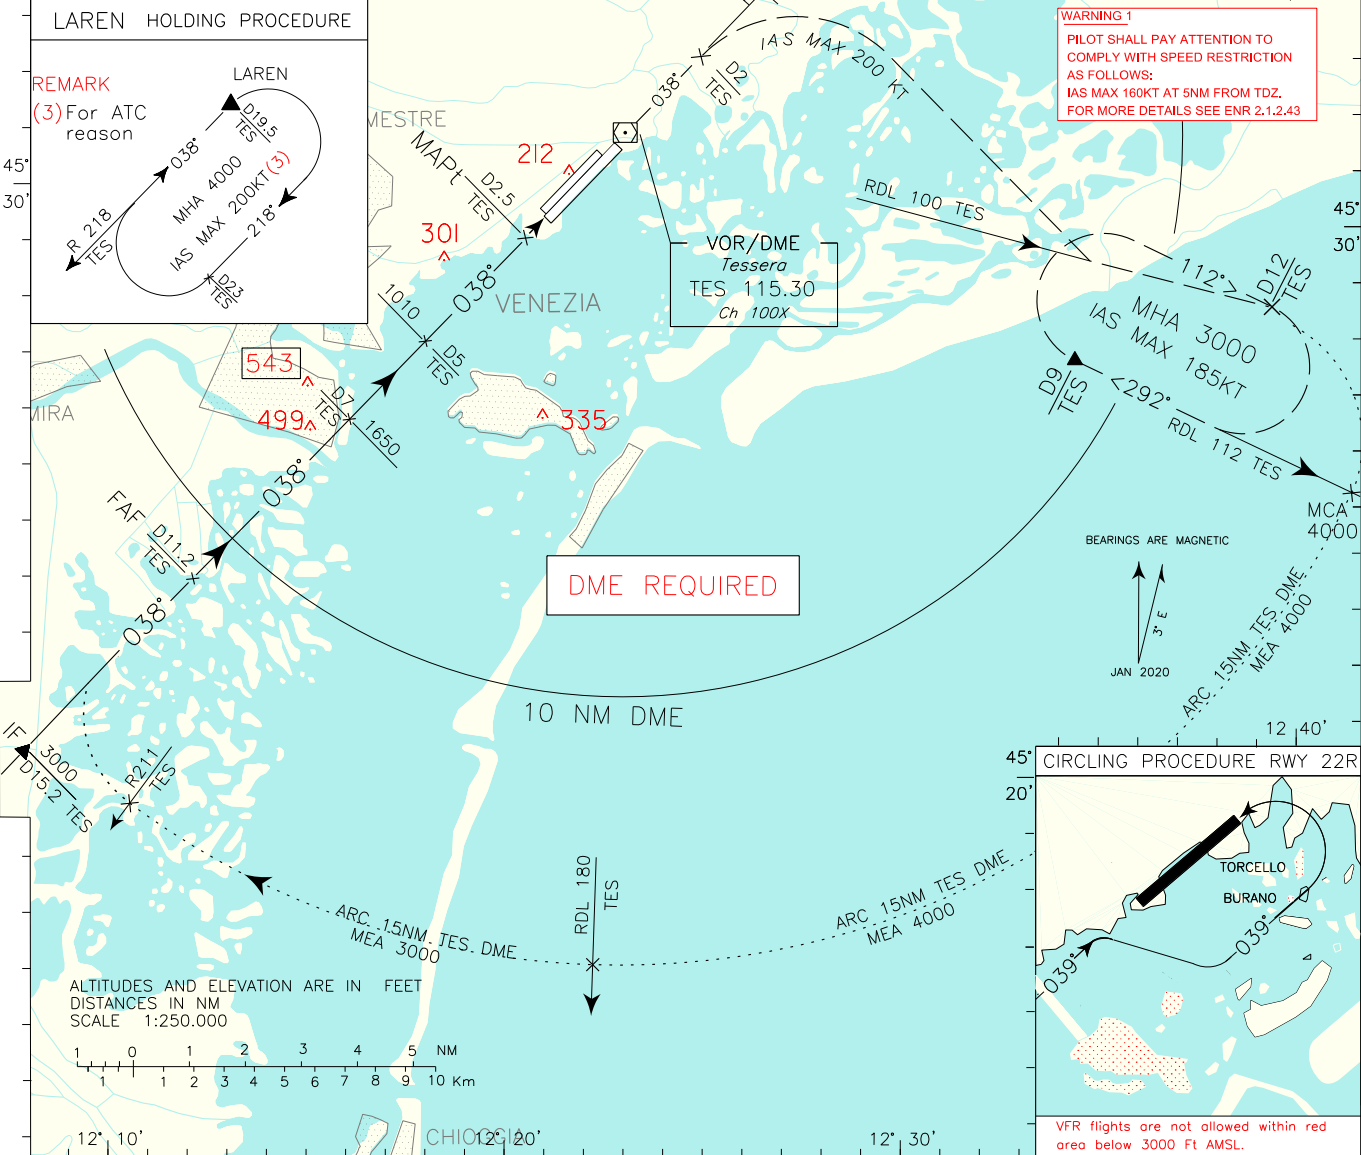 LAREN HOLDING PROCEDURE
REMARK
(3) For ATC
reason
LAREN
D19.5
TES
038°
MHA 4000
IAS MAX 200KT(3)
218°
R 218
TES
D23
TES
WARNING 1
PILOT SHALL PAY ATTENTION TO
COMPLY WITH SPEED RESTRICTION
AS FOLLOWS:
IAS MAX 160KT AT 5NM FROM TDZ.
FOR MORE DETAILS SEE ENR 2.1.2.43
IAS MAX 200 KT
038°
D2
TES
MESTRE
212
MAPt
D2.5
TES
45°
30'
45°
30'
301
RDL 100 TES
VOR/DME
Tessera
TES 115.30
Ch 100X
VENEZIA
038°
1010
D5
TES
112°>
D12
TES
MHA 3000
IAS MAX 185KT
D9
TES
<292°
RDL 112 TES
MCA
4000
543
499
D7
TES
1650
335
MIRA
038°
FAF D11.2
TES
038°
DME REQUIRED
BEARINGS ARE MAGNETIC
3° E
JAN 2020
ARC 15NM TES DME
MEA 4000
10 NM DME
12°40'
IF
3000
D15.2 TES
R211
TES
45°
20'
CIRCLING PROCEDURE RWY 22R
TORCELLO
BURANO
039°
039°
VFR flights are not allowed within red
area below 3000 Ft AMSL.
RDL 180
TES
ARC 15NM TES DME
MEA 3000
ARC 15NM TES DME
MEA 4000
ALTITUDES AND ELEVATION ARE IN FEET
DISTANCES IN NM
SCALE 1:250.000
1 0 1 2 3 4 5 NM
1 1 2 3 4 5 6 7 8 9 10 Km
CHIOGGIA
12°10'
12°20'
12°30'